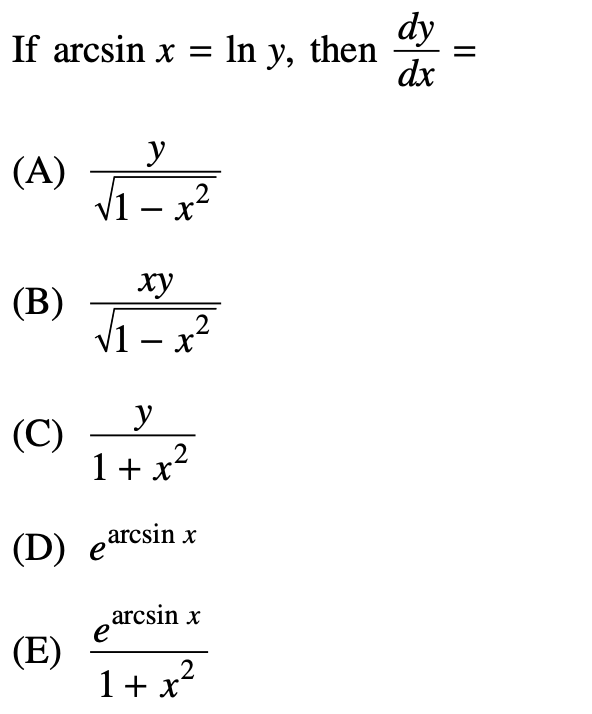 If arcsin x = ln y, then dy/dx =
(A) y/√(1 − x²)
(B) xy/√(1 − x²)
(C) y/(1 + x²)
(D) e^(arcsin x)
(E) e^(arcsin x)/(1 + x²)